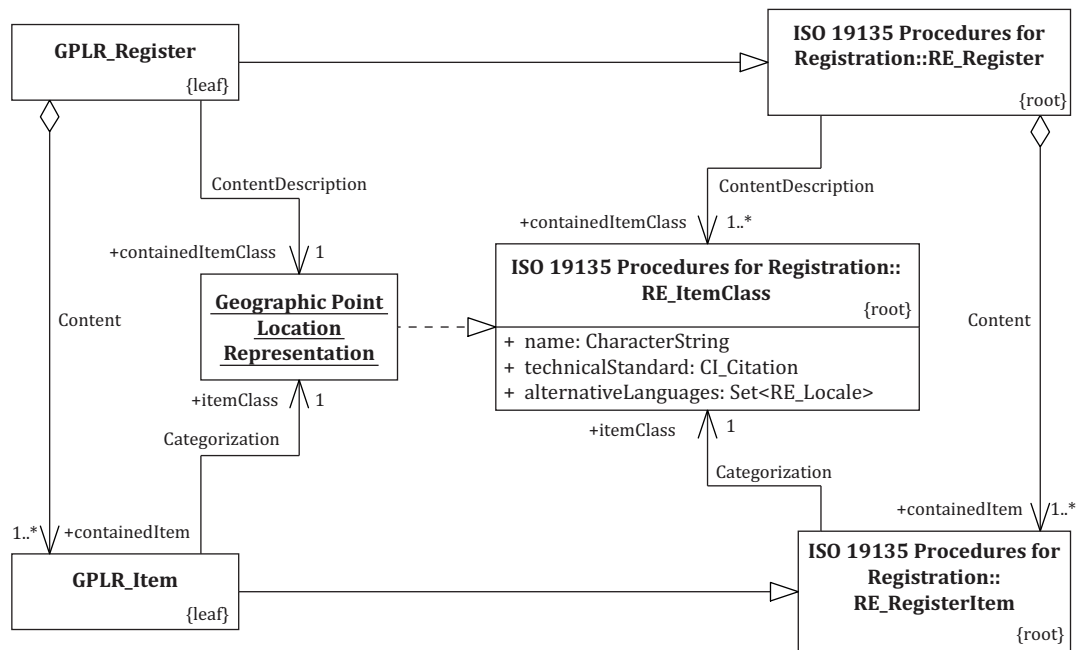 GPLR_Register
{leaf}
ISO 19135 Procedures for
Registration::RE_Register
{root}
ContentDescription
+containedItemClass
1
ContentDescription
+containedItemClass
1..*
Geographic Point
Location
Representation
ISO 19135 Procedures for Registration::
RE_ItemClass
{root}
+ name: CharacterString
+ technicalStandard: CI_Citation
+ alternativeLanguages: Set<RE_Locale>
Content
Content
+itemClass
1
Categorization
+itemClass
1
Categorization
1..*
+containedItem
+containedItem
1..*
GPLR_Item
{leaf}
ISO 19135 Procedures for
Registration::
RE_RegisterItem
{root}